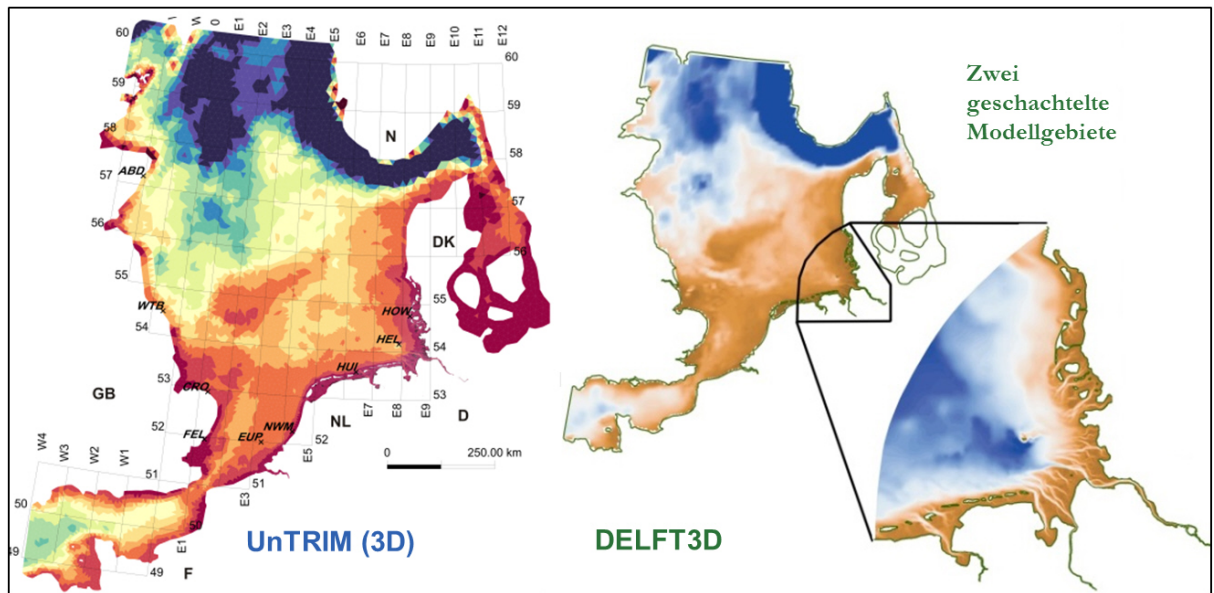 W
0
E1
E2
E3
E4
E5
E6
E7
E8
E9
E10
E11
E12
60
60
59
59
58
58
57
57
56
56
55
55
54
54
53
53
52
52
51
51
50
50
49
49
W4
W3
W2
W1
E1
E3
E5
E7
E8
E9
N
DK
GB
NL
D
F
ABD
WTB
HOW
HEL
HUI
CRO
FEL
EUP
NWM
0
250.00 km
UnTRIM (3D)
Zwei
geschachtelte
Modellgebiete
DELFT3D